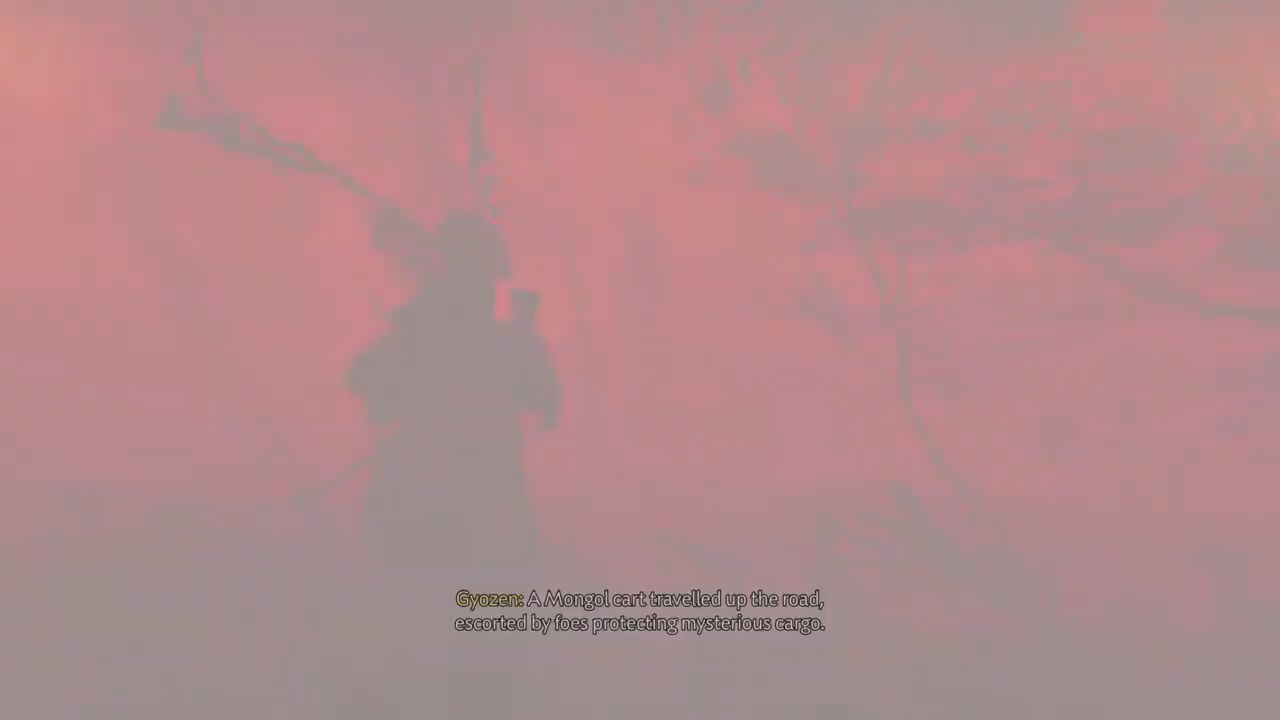 Gyozen: A Mongol cart travelled up the road,
escorted by foes protecting mysterious cargo.